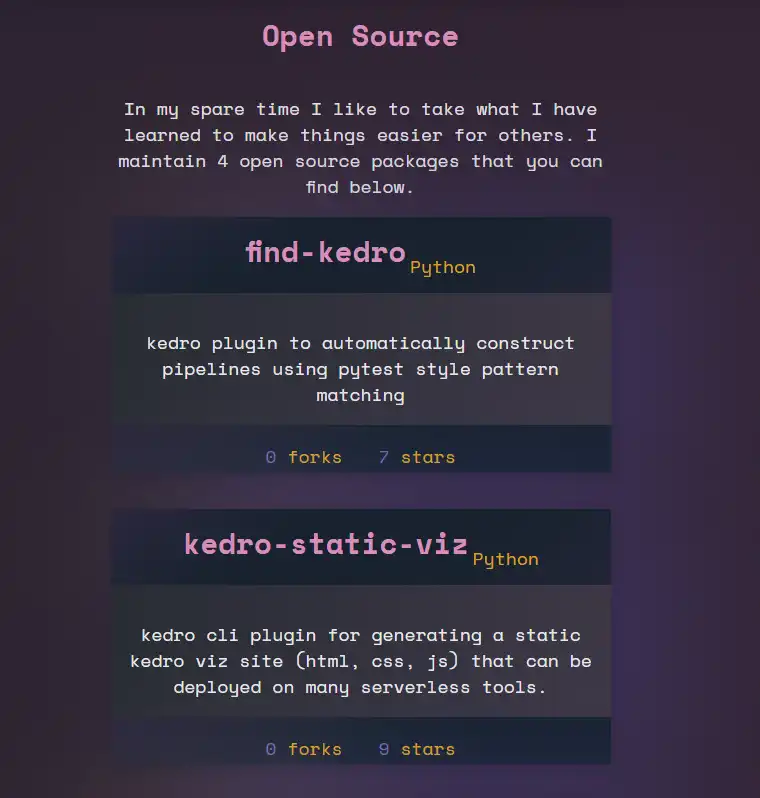 Open Source
In my spare time I like to take what I have
learned to make things easier for others. I
maintain 4 open source packages that you can
find below.
find-kedro Python
kedro plugin to automatically construct
pipelines using pytest style pattern
matching
0 forks 7 stars
kedro-static-viz Python
kedro cli plugin for generating a static
kedro viz site (html, css, js) that can be
deployed on many serverless tools.
0 forks 9 stars